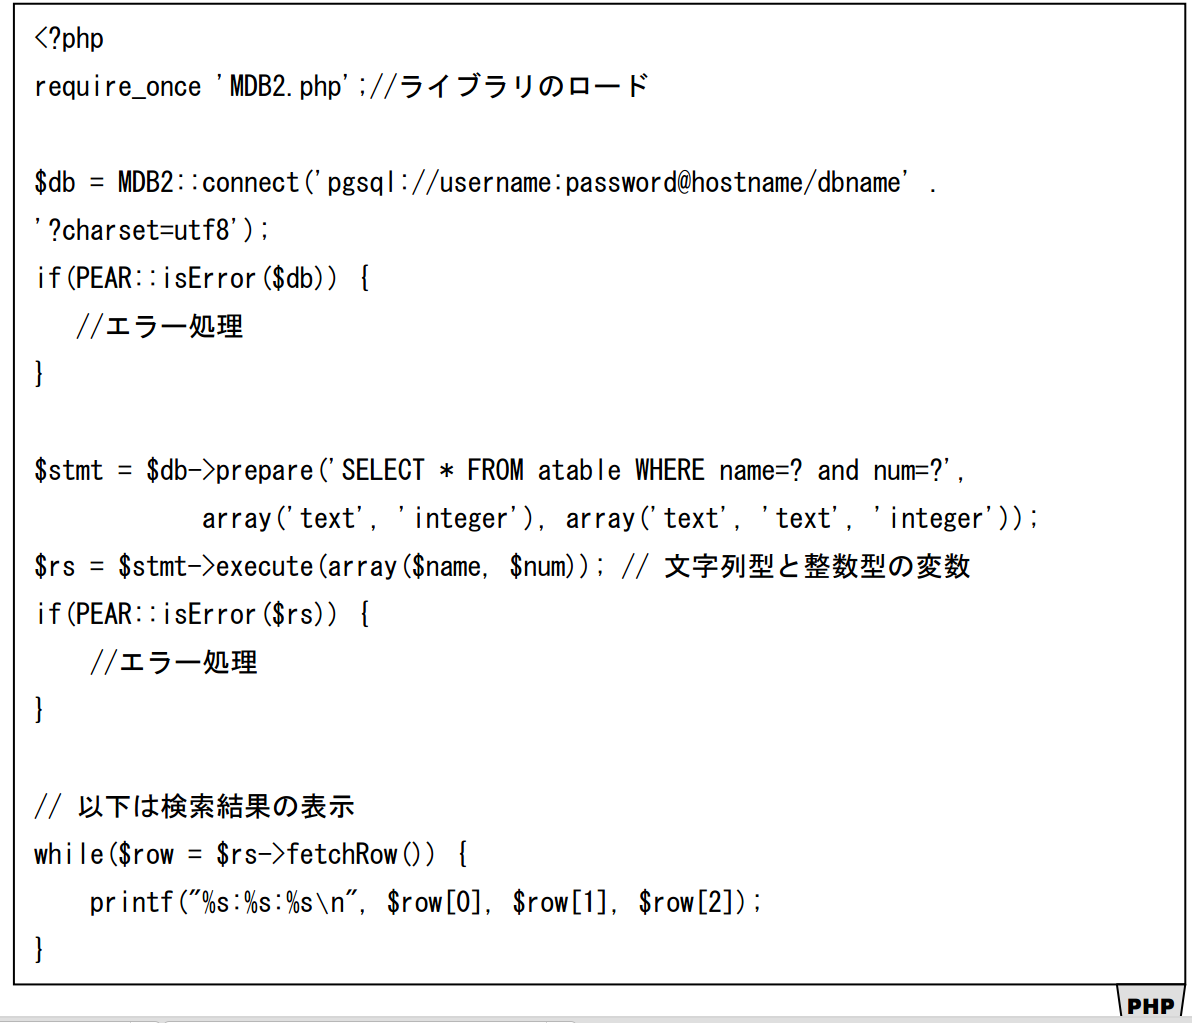 <?php
require_once 'MDB2.php';//ライブラリのロード
$db = MDB2::connect('pgsql://username:password@hostname/dbname' .
'?charset=utf8');
if(PEAR::isError($db)) {
//エラー処理
}
$stmt = $db->prepare('SELECT * FROM atable WHERE name=? and num=?',
array('text', 'integer'), array('text', 'text', 'integer'));
$rs = $stmt->execute(array($name, $num)); // 文字列型と整数型の変数
if(PEAR::isError($rs)) {
//エラー処理
}
// 以下は検索結果の表示
while($row = $rs->fetchRow()) {
printf("%s:%s:%s\n", $row[0], $row[1], $row[2]);
}
PHP